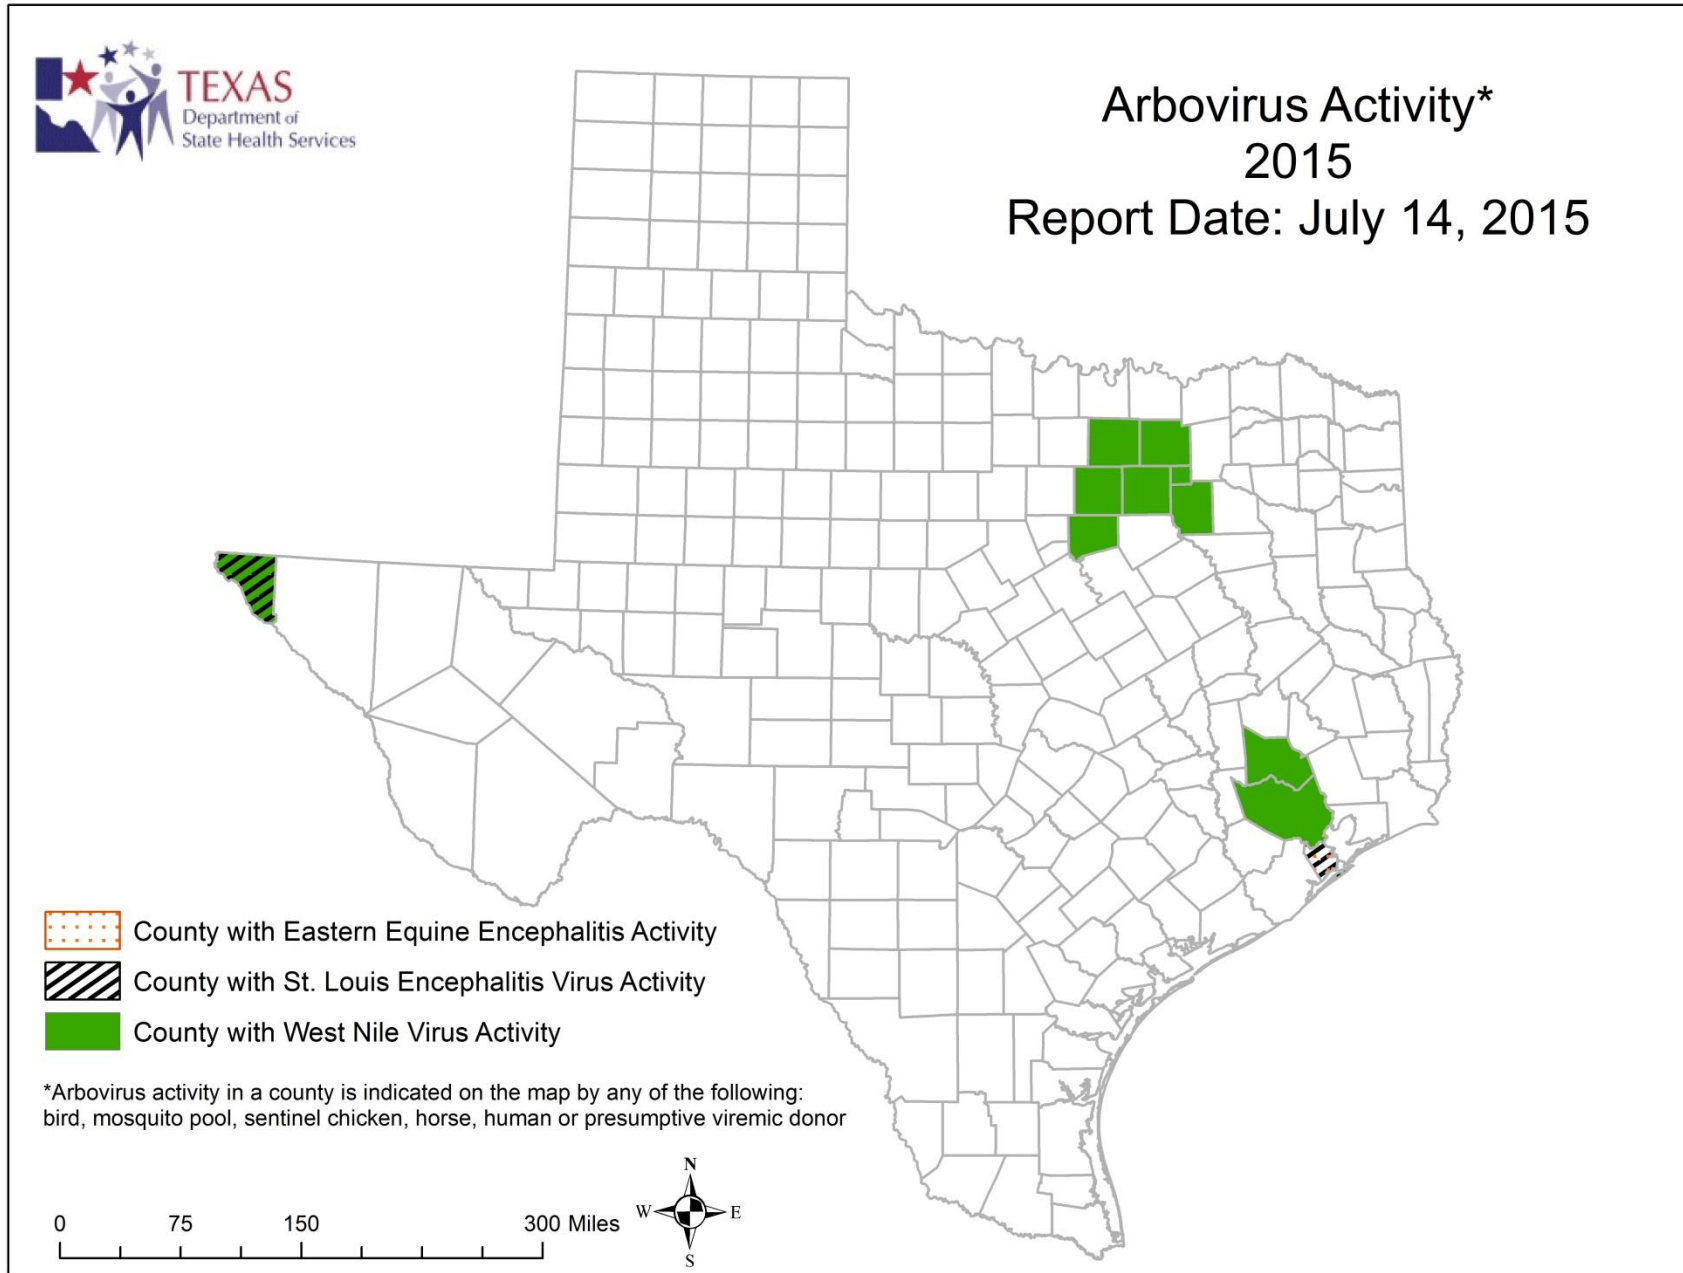 TEXAS
Department of
State Health Services
Arbovirus Activity*
2015
Report Date: July 14, 2015
County with Eastern Equine Encephalitis Activity
County with St. Louis Encephalitis Virus Activity
County with West Nile Virus Activity
*Arbovirus activity in a county is indicated on the map by any of the following:
bird, mosquito pool, sentinel chicken, horse, human or presumptive viremic donor
0 75 150 300 Miles
N
W E
S